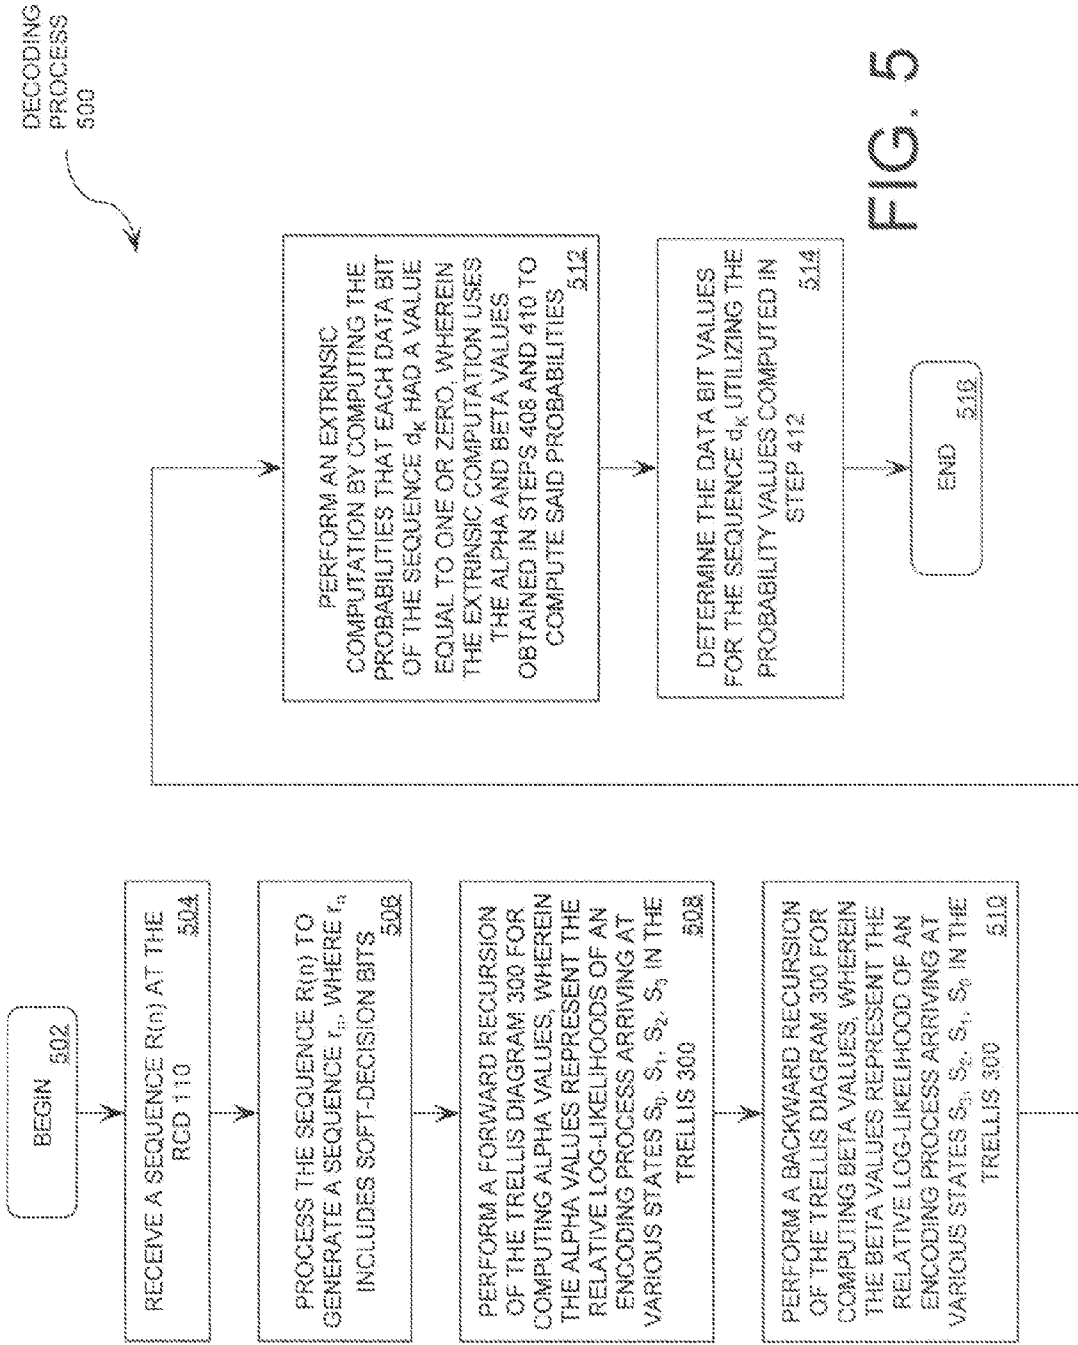 DECODING
PROCESS
500
BEGIN
502
RECEIVE A SEQUENCE R(n) AT THE
RGD 110
504
PROCESS THE SEQUENCE R(n) TO
GENERATE A SEQUENCE rn, WHERE rn
INCLUDES SOFT-DECISION BITS
506
PERFORM A FORWARD RECURSION
OF THE TRELLIS DIAGRAM 300 FOR
COMPUTING ALPHA VALUES, WHEREIN
THE ALPHA VALUES REPRESENT THE
RELATIVE LOG-LIKELIHOODS OF AN
ENCODING PROCESS ARRIVING AT
VARIOUS STATES S0, S1, S2, S3 IN THE
TRELLIS 300
508
PERFORM A BACKWARD RECURSION
OF THE TRELLIS DIAGRAM 300 FOR
COMPUTING BETA VALUES, WHEREIN
THE BETA VALUES REPRESENT THE
RELATIVE LOG-LIKELIHOOD OF AN
ENCODING PROCESS ARRIVING AT
VARIOUS STATES S3, S2, S1, S0 IN THE
TRELLIS 300
510
PERFORM AN EXTRINSIC
COMPUTATION BY COMPUTING THE
PROBABILITIES THAT EACH DATA BIT
OF THE SEQUENCE dK HAD A VALUE
EQUAL TO ONE OR ZERO, WHEREIN
THE EXTRINSIC COMPUTATION USES
THE ALPHA AND BETA VALUES
OBTAINED IN STEPS 408 AND 410 TO
COMPUTE SAID PROBABILITIES
512
DETERMINE THE DATA BIT VALUES
FOR THE SEQUENCE dK UTILIZING THE
PROBABILITY VALUES COMPUTED IN
STEP 412
514
END
516
FIG. 5